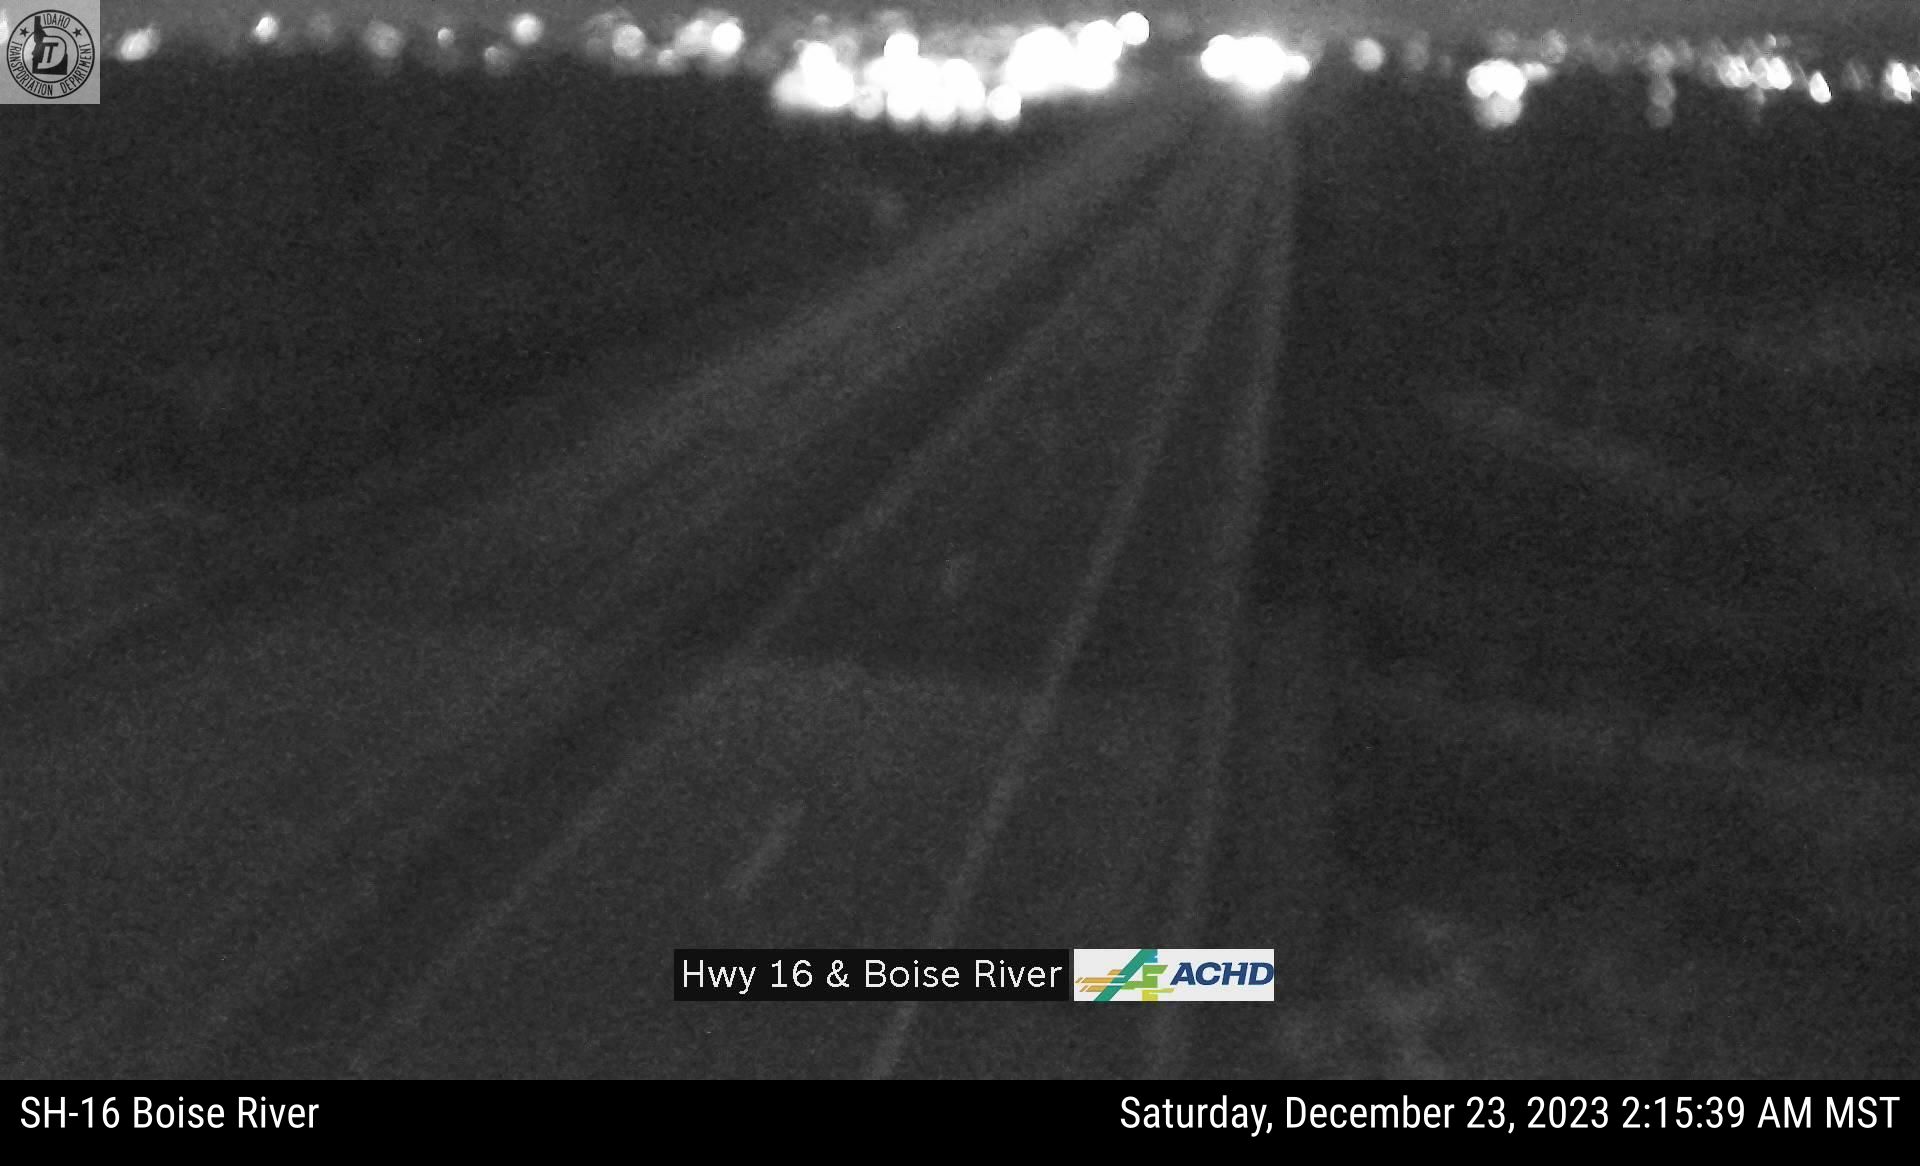 IDAHO
TRANSPORTATION DEPARTMENT
Hwy 16 & Boise River
ACHD
SH-16 Boise River
Saturday, December 23, 2023 2:15:39 AM MST